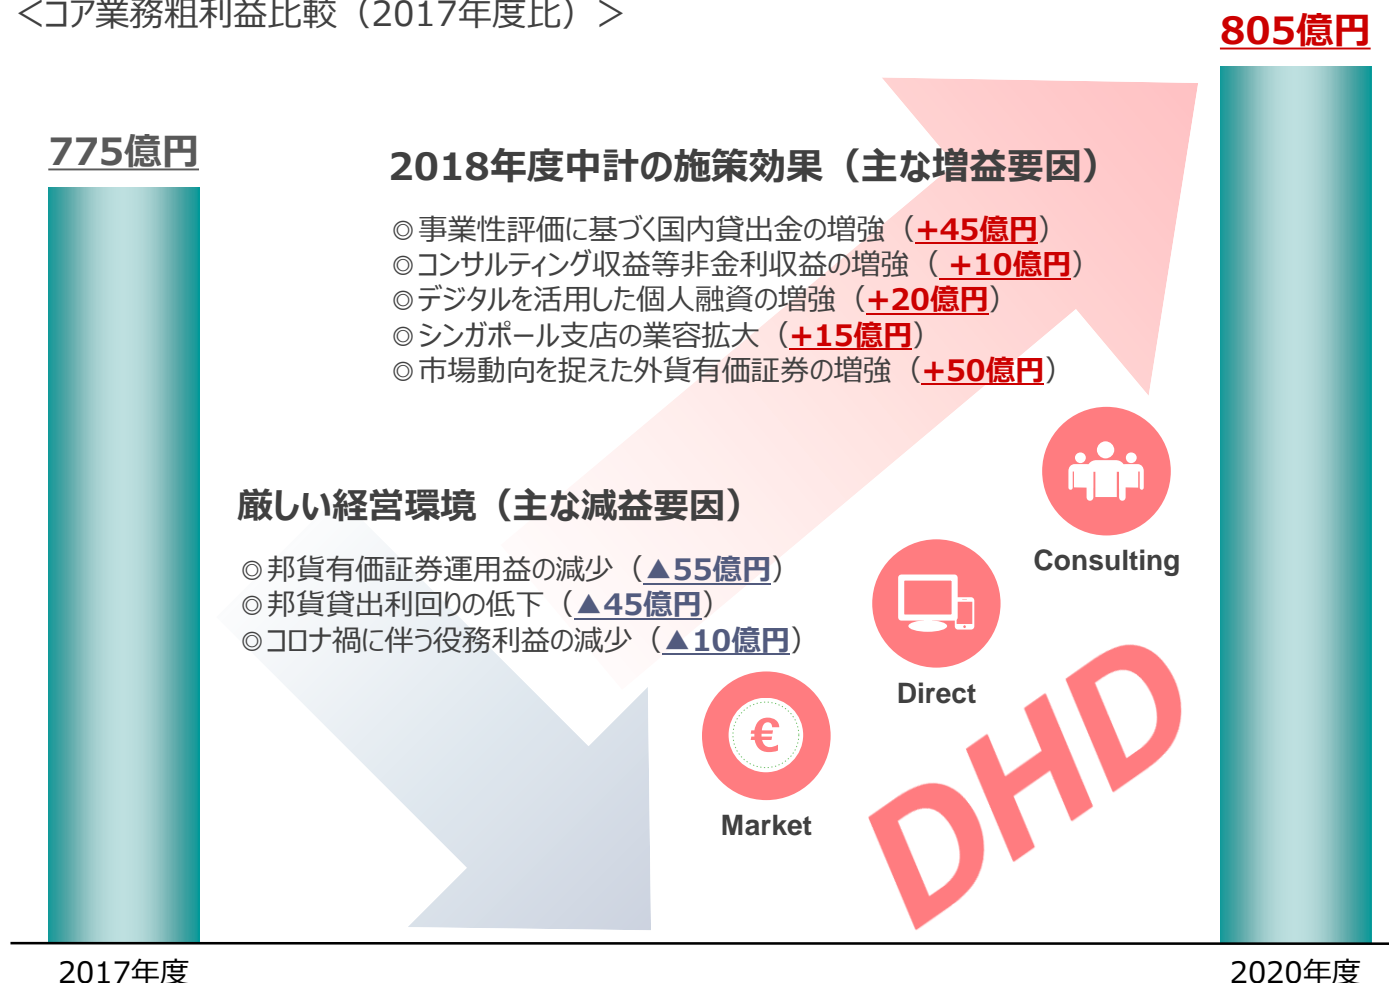 ＜コア業務粗利益比較（2017年度比）＞
805億円
775億円
2018年度中計の施策効果（主な増益要因）
◎事業性評価に基づく国内貸出金の増強（+45億円）
◎コンサルティング収益等非金利収益の増強（ +10億円）
◎デジタルを活用した個人融資の増強（+20億円）
◎シンガポール支店の業容拡大（+15億円）
◎市場動向を捉えた外貨有価証券の増強（+50億円）
厳しい経営環境（主な減益要因）
◎邦貨有価証券運用益の減少（▲55億円）
◎邦貨貸出利回りの低下（▲45億円）
◎コロナ禍に伴う役務利益の減少（▲10億円）
Consulting
Direct
€
Market
DHD
2017年度
2020年度